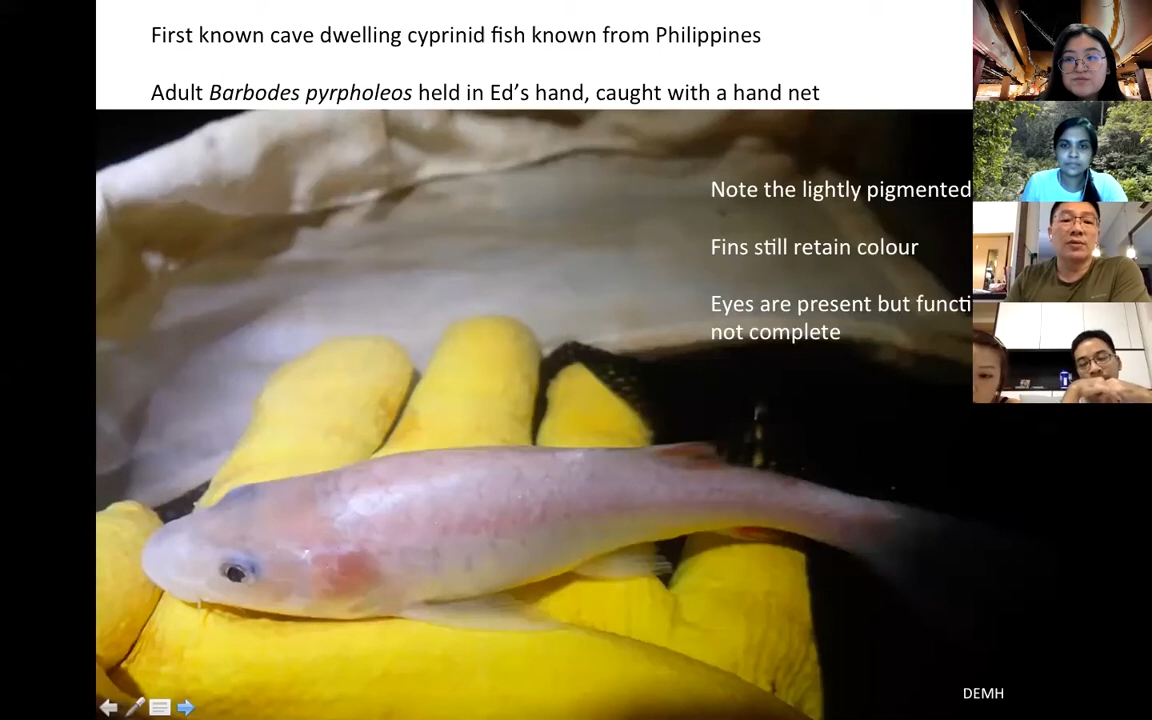 First known cave dwelling cyprinid fish known from Philippines
Adult Barbodes pyrpholeos held in Ed's hand, caught with a hand net
Note the lightly pigmented
Fins still retain colour
Eyes are present but
not complete
DEMH